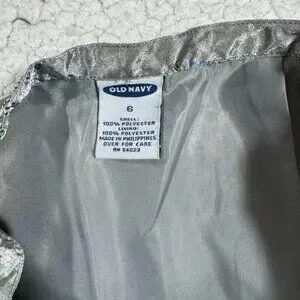 OLD NAVY
6
SHELL:
100% POLYESTER
LINING:
100% POLYESTER
MADE IN PHILIPPINES
OVER FOR CARE
RN 54023